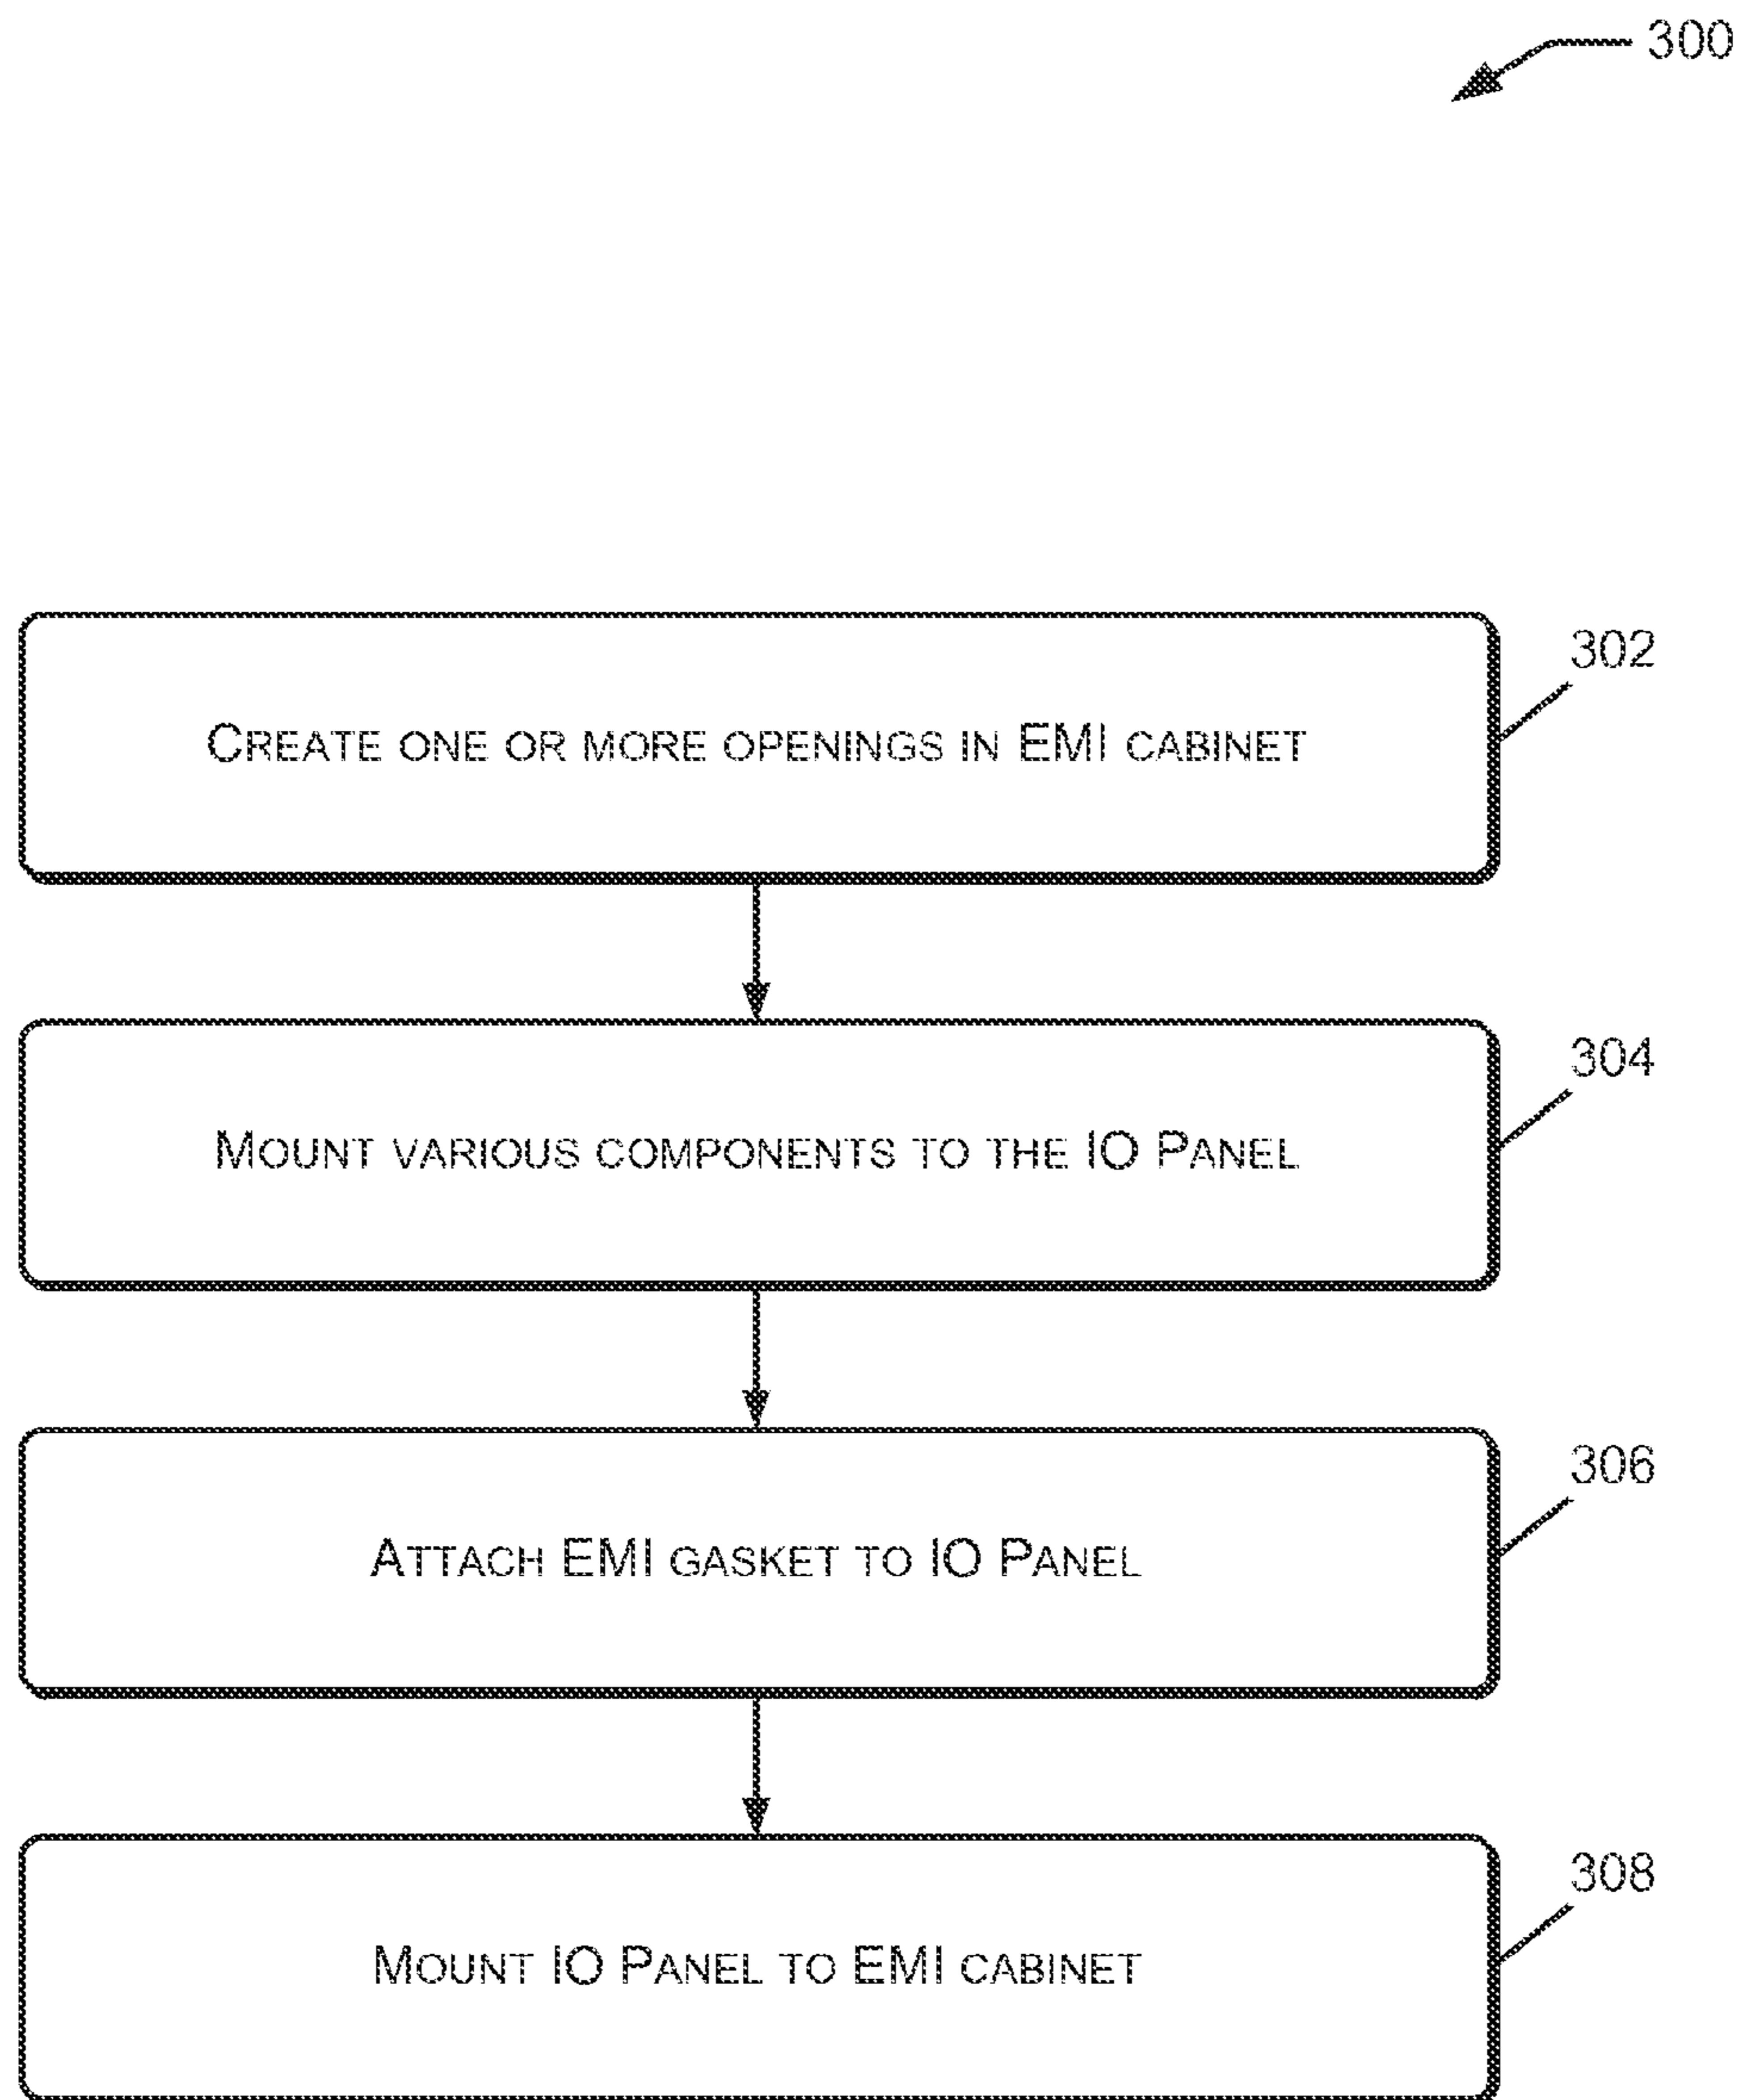 300
302
CREATE ONE OR MORE OPENINGS IN EMI CABINET
304
MOUNT VARIOUS COMPONENTS TO THE IO PANEL
306
ATTACH EMI GASKET TO IO PANEL
308
MOUNT IO PANEL TO EMI CABINET